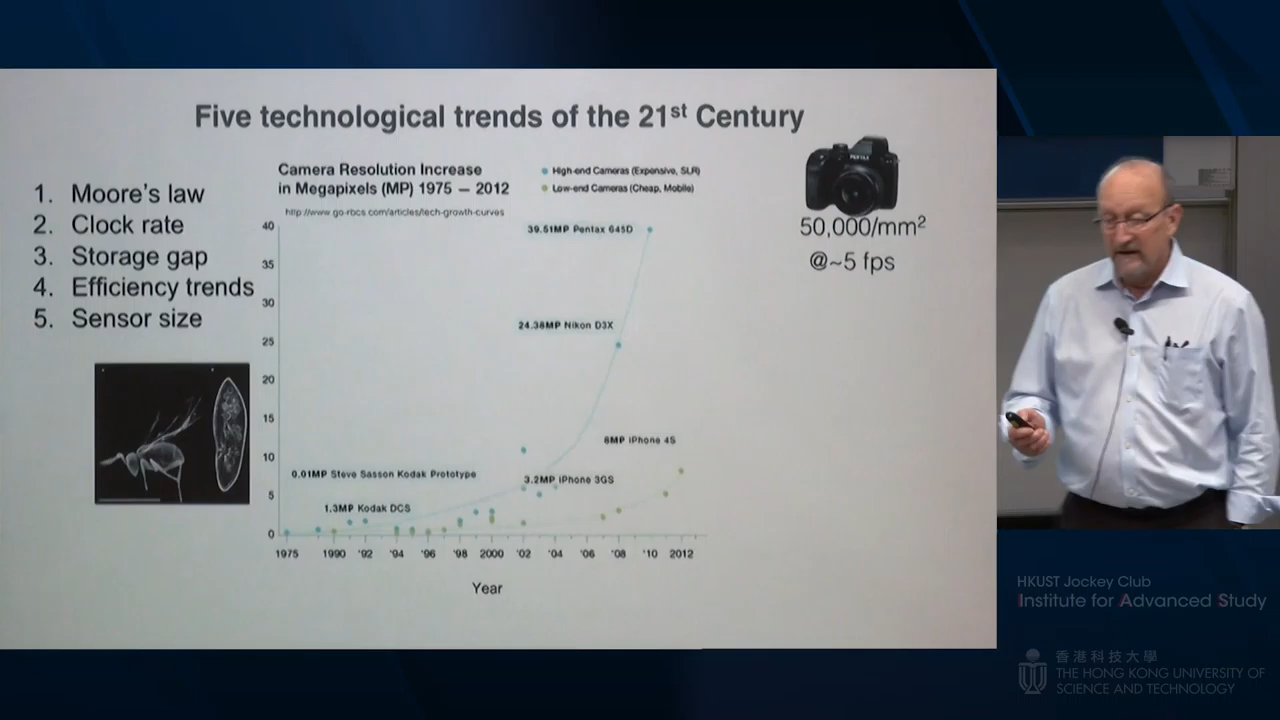 Five technological trends of the 21st Century
1. Moore's law
2. Clock rate
3. Storage gap
4. Efficiency trends
5. Sensor size
Camera Resolution Increase
in Megapixels (MP) 1975 – 2012
http://www.go-rbcs.com/articles/tech-growth-curves
High-end Cameras (Expensive, SLR)
Low-end Cameras (Cheap, Mobile)
40
35
30
25
20
15
10
5
0
39.51MP Pentax 645D
24.38MP Nikon D3X
8MP iPhone 4S
0.01MP Steve Sasson Kodak Prototype
3.2MP iPhone 3GS
1.3MP Kodak DCS
1975 1990 '92 '94 '96 '98 2000 '02 '04 '06 '08 '10 2012
Year
PENTAX
50,000/mm²
@~5 fps
HKUST Jockey Club
Institute for Advanced Study
香港科技大學
THE HONG KONG UNIVERSITY OF
SCIENCE AND TECHNOLOGY